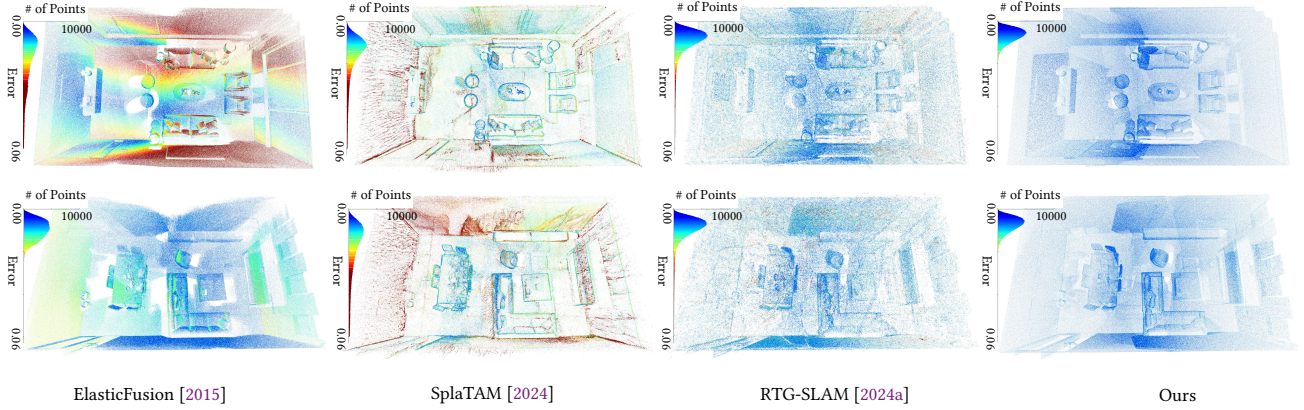 # of Points # of Points # of Points # of Points
0.00 10000 0.00 10000 0.00 10000 0.00 10000
Error Error Error Error
0.06 0.06 0.06 0.06
# of Points # of Points # of Points # of Points
0.00 10000 0.00 10000 0.00 10000 0.00 10000
Error Error Error Error
0.06 0.06 0.06 0.06
ElasticFusion [2015] SplaTAM [2024] RTG-SLAM [2024a] Ours